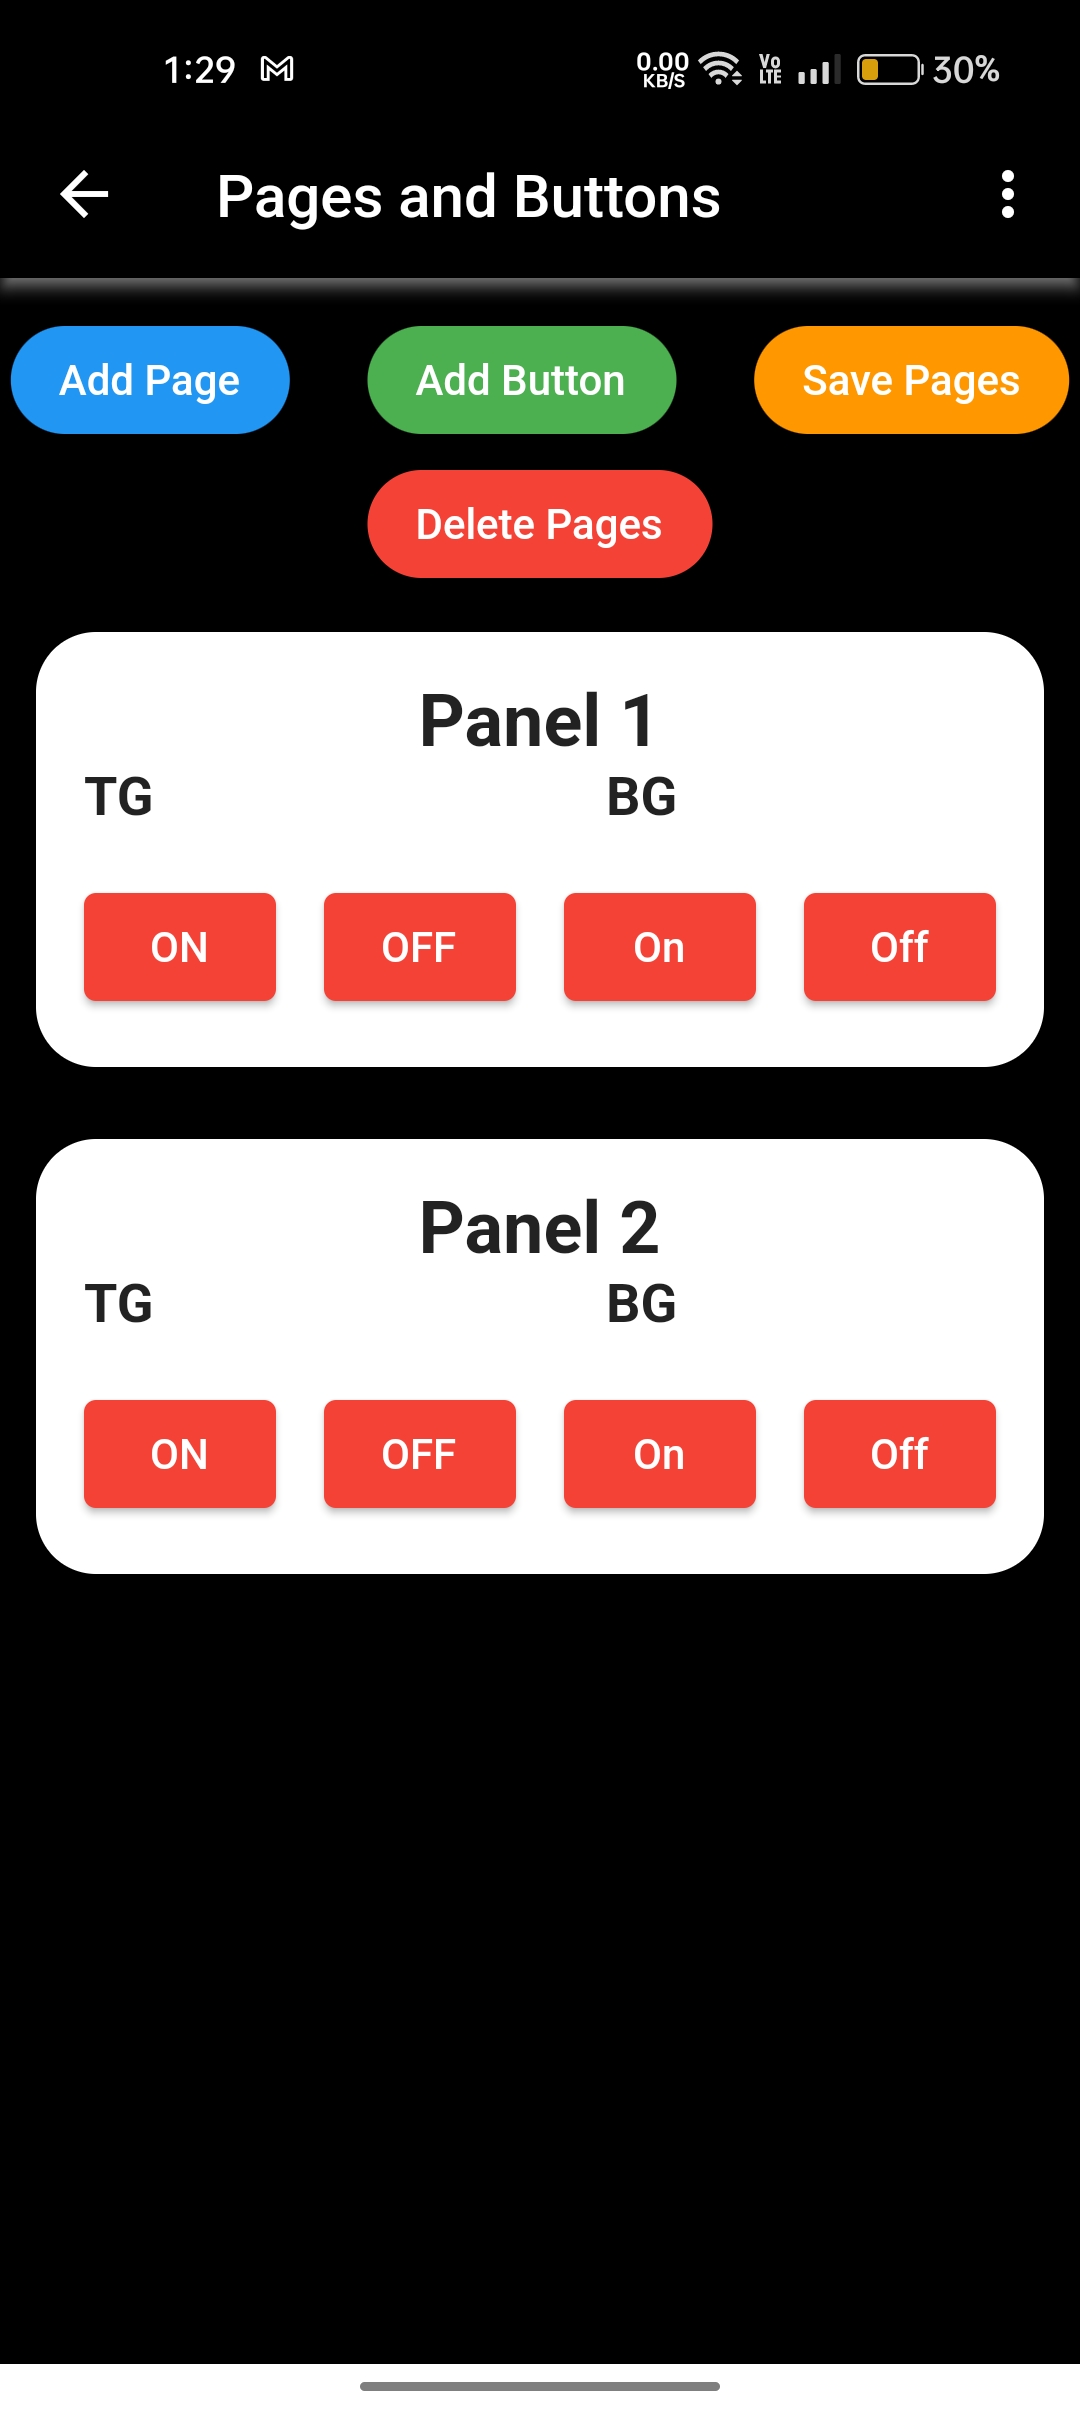 1:29 0.00 KB/S Vo LTE 30%
Pages and Buttons
Add Page Add Button Save Pages
Delete Pages
Panel 1
TG BG
ON OFF On Off
Panel 2
TG BG
ON OFF On Off